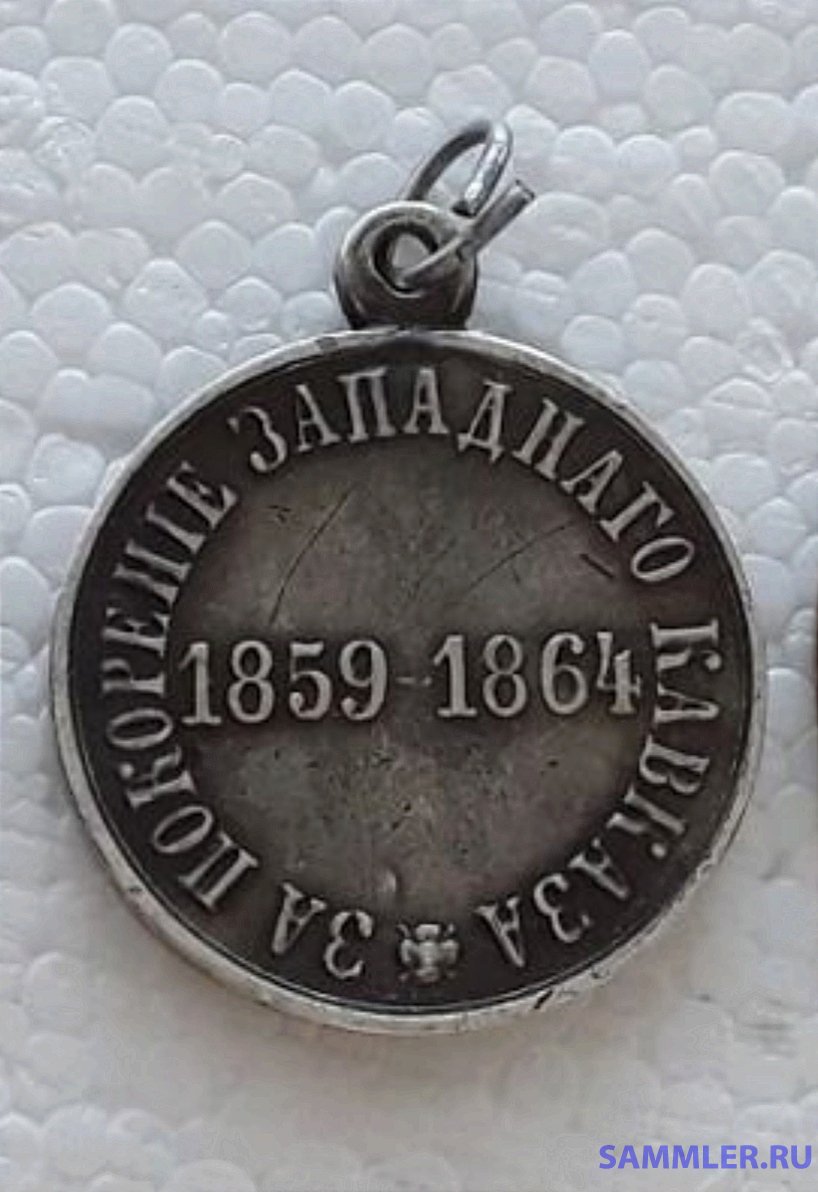 ЗА ПОКОРЕНІЕ ЗАПАДНАГО КАВКАЗА
1859-1864
SAMMLER.RU